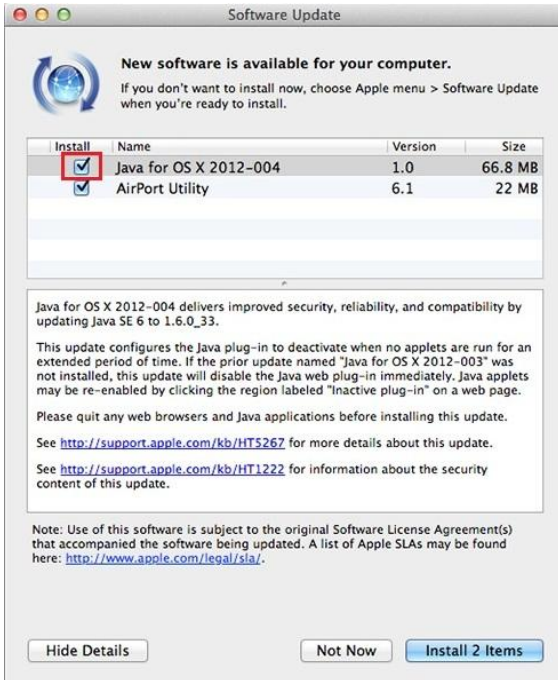 Software Update
New software is available for your computer.
If you don't want to install now, choose Apple menu > Software Update
when you're ready to install.
Install Name Version Size
Java for OS X 2012-004 1.0 66.8 MB
AirPort Utility 6.1 22 MB
Java for OS X 2012-004 delivers improved security, reliability, and compatibility by
updating Java SE 6 to 1.6.0_33.
This update configures the Java plug-in to deactivate when no applets are run for an
extended period of time. If the prior update named "Java for OS X 2012-003" was
not installed, this update will disable the Java web plug-in immediately. Java applets
may be re-enabled by clicking the region labeled "Inactive plug-in" on a web page.
Please quit any web browsers and Java applications before installing this update.
See http://support.apple.com/kb/HT5267 for more details about this update.
See http://support.apple.com/kb/HT1222 for information about the security
content of this update.
Note: Use of this software is subject to the original Software License Agreement(s)
that accompanied the software being updated. A list of Apple SLAs may be found
here: http://www.apple.com/legal/sla/.
Hide Details Not Now Install 2 Items